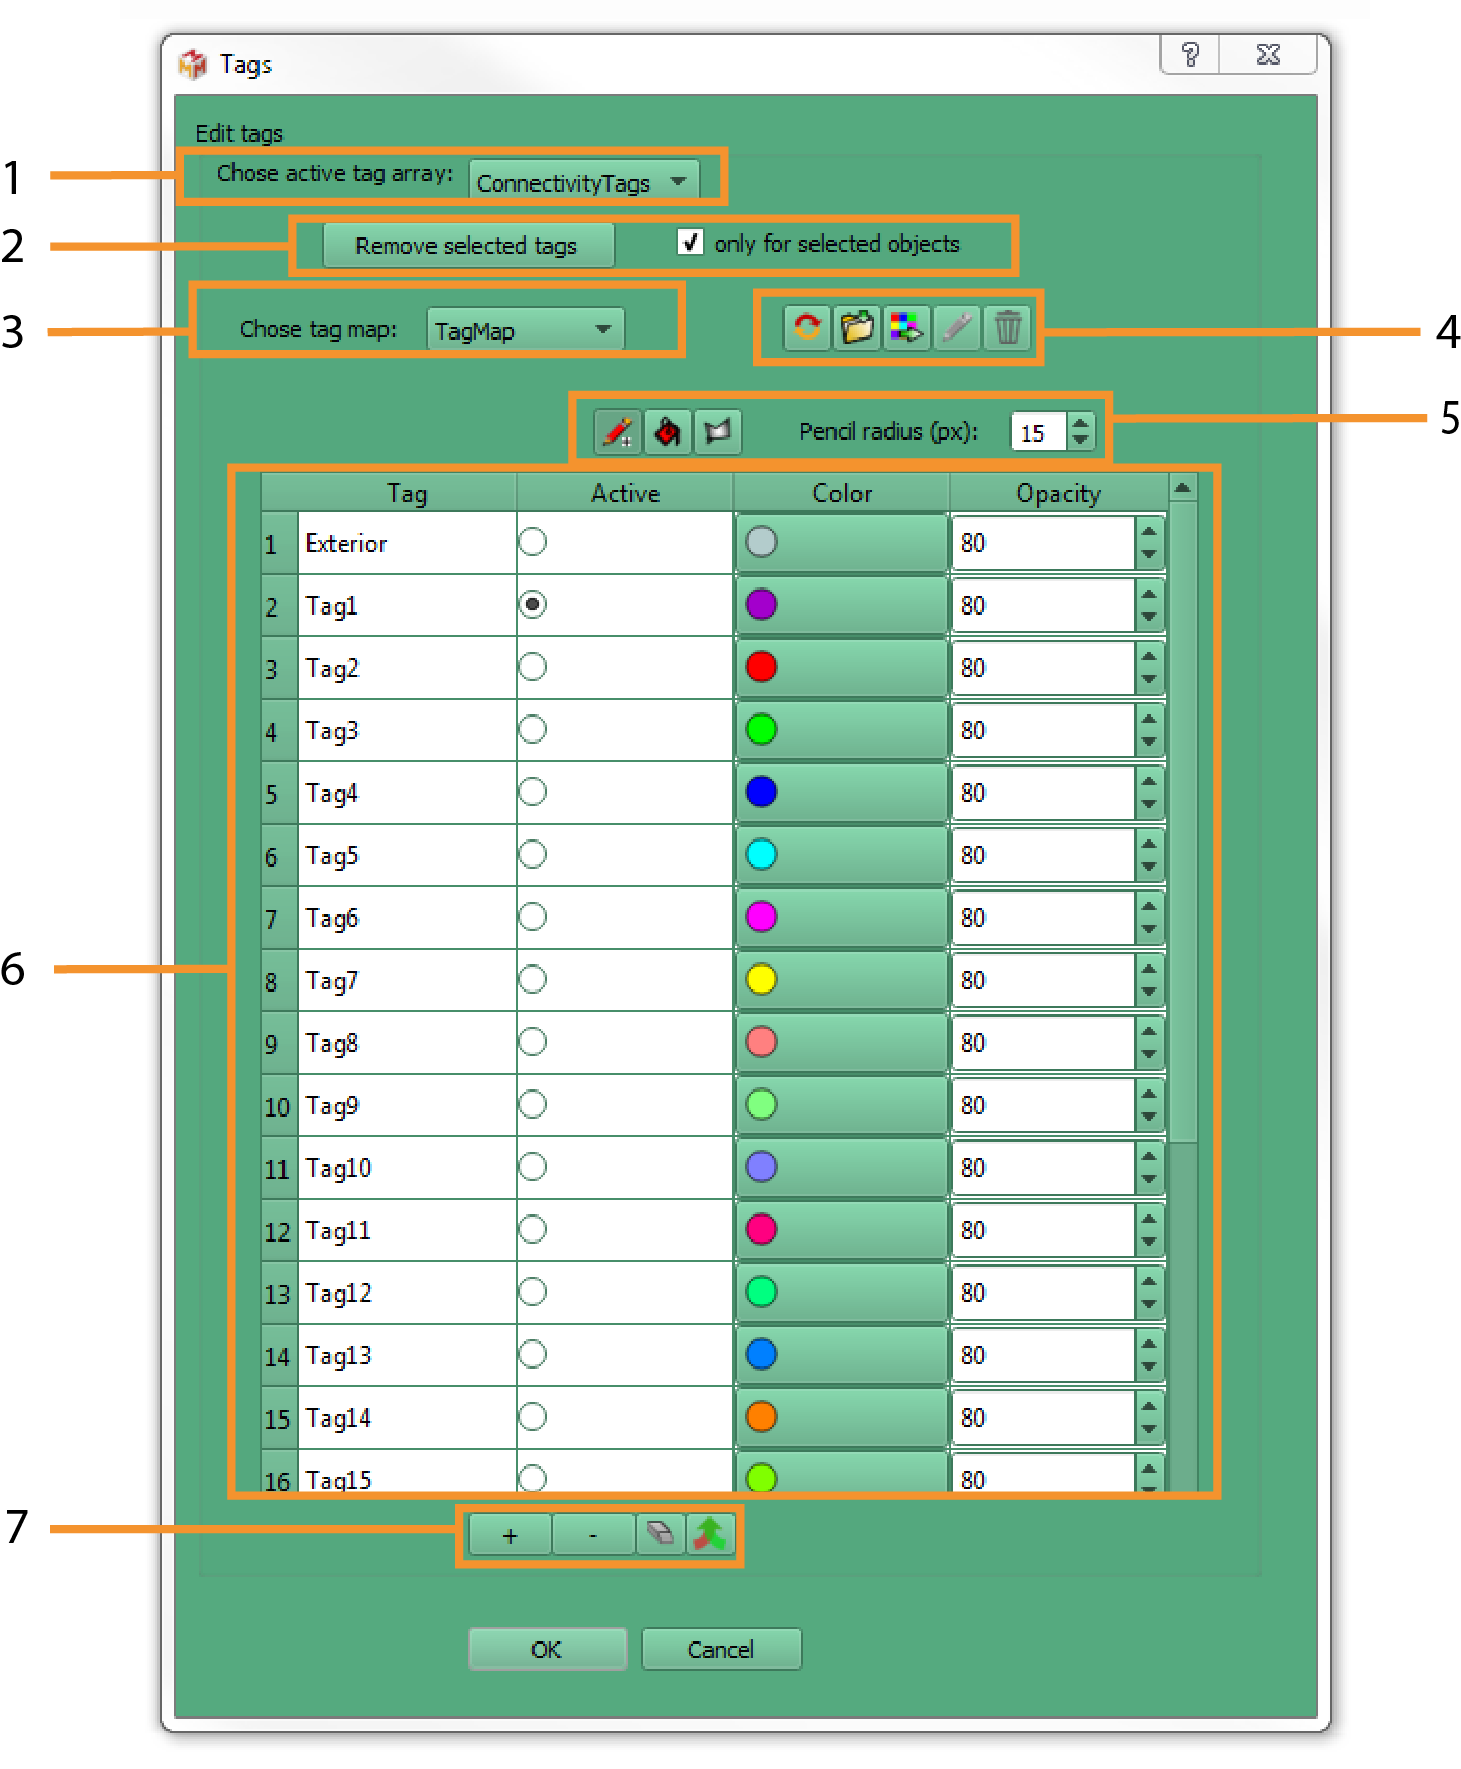 Tags
Edit tags
1
Chose active tag array: ConnectivityTags
2
Remove selected tags only for selected objects
3
Chose tag map: TagMap
4
Pencil radius (px): 15
5
Tag Active Color Opacity
1 Exterior 80
2 Tag1 80
3 Tag2 80
4 Tag3 80
5 Tag4 80
6 Tag5 80
7 Tag6 80
6
8 Tag7 80
9 Tag8 80
10 Tag9 80
11 Tag10 80
12 Tag11 80
13 Tag12 80
14 Tag13 80
15 Tag14 80
16 Tag15 80
7
+ -
OK Cancel